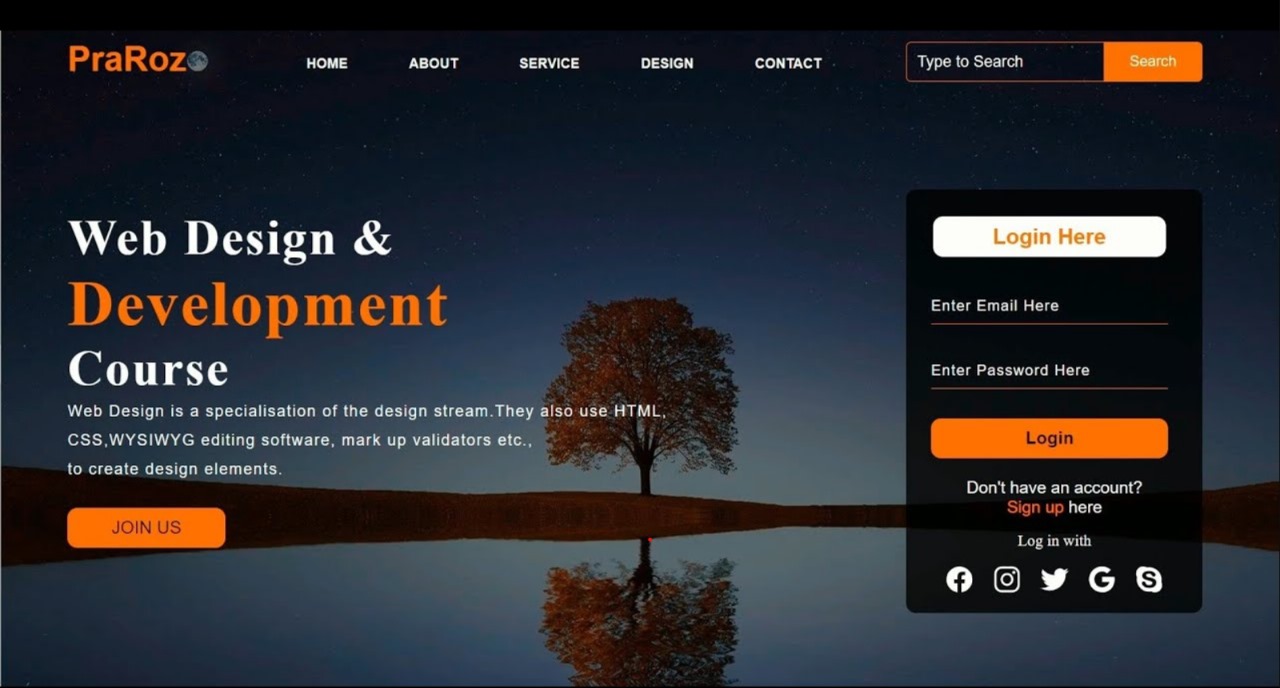 PraRoz
HOME ABOUT SERVICE DESIGN CONTACT
Type to Search Search
Web Design &
Development
Course
Web Design is a specialisation of the design stream.They also use HTML,
CSS,WYSIWYG editing software, mark up validators etc.,
to create design elements.
JOIN US
Login Here
Enter Email Here
Enter Password Here
Login
Don't have an account?
Sign up here
Log in with